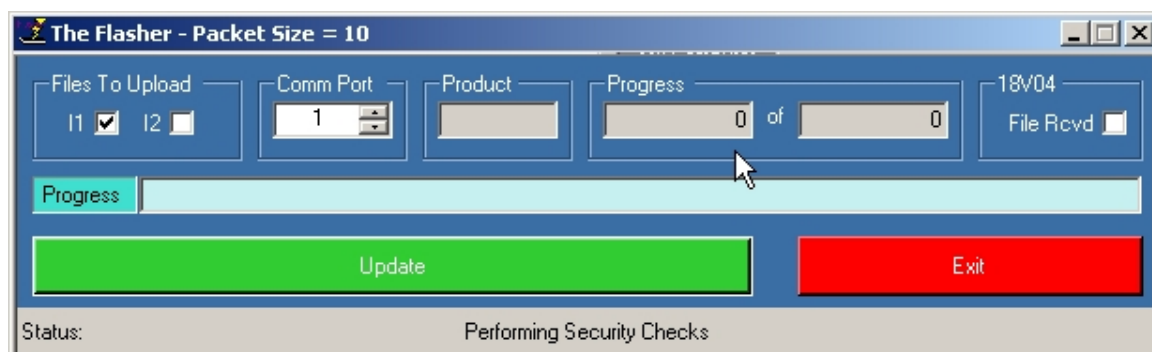 The Flasher - Packet Size = 10
Files To Upload Comm Port Product Progress 18V04
I1 I2 1 0 of 0 File Rcvd
Progress
Update Exit
Status: Performing Security Checks